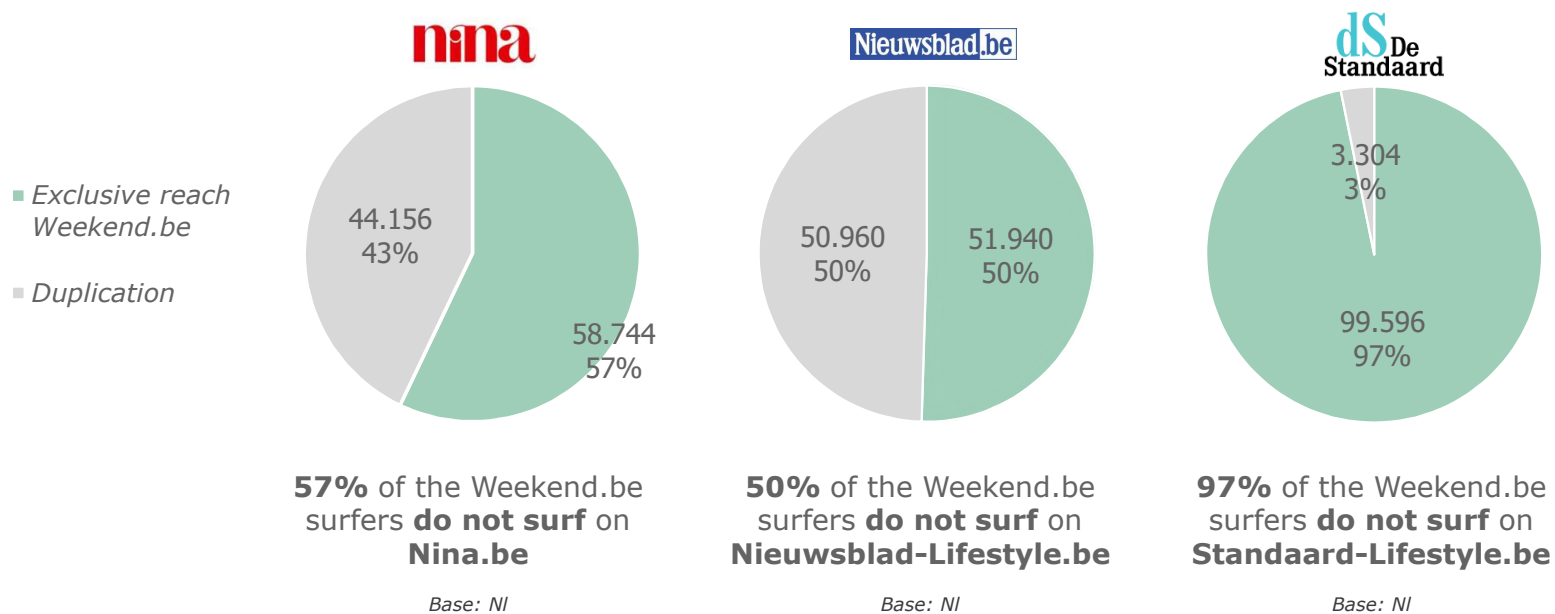 nina
Nieuwsblad.be
dS De
Standaard
Exclusive reach
Weekend.be
Duplication
44.156
43%
58.744
57%
50.960
50%
51.940
50%
3.304
3%
99.596
97%
57% of the Weekend.be
surfers do not surf on
Nina.be
Base: Nl
50% of the Weekend.be
surfers do not surf on
Nieuwsblad-Lifestyle.be
Base: Nl
97% of the Weekend.be
surfers do not surf on
Standaard-Lifestyle.be
Base: Nl